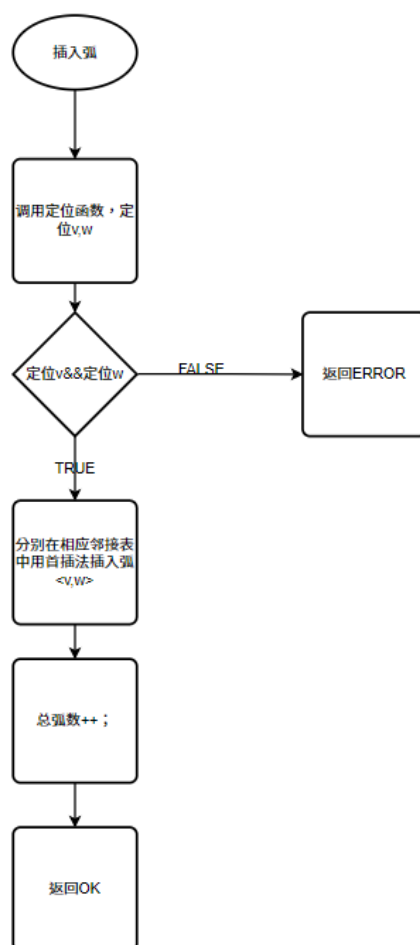 插入弧
调用定位函数，定
位v,w
定位v&&定位w
FALSE
返回ERROR
TRUE
分别在相应邻接表
中用首插法插入弧
<v,w>
总弧数++；
返回OK